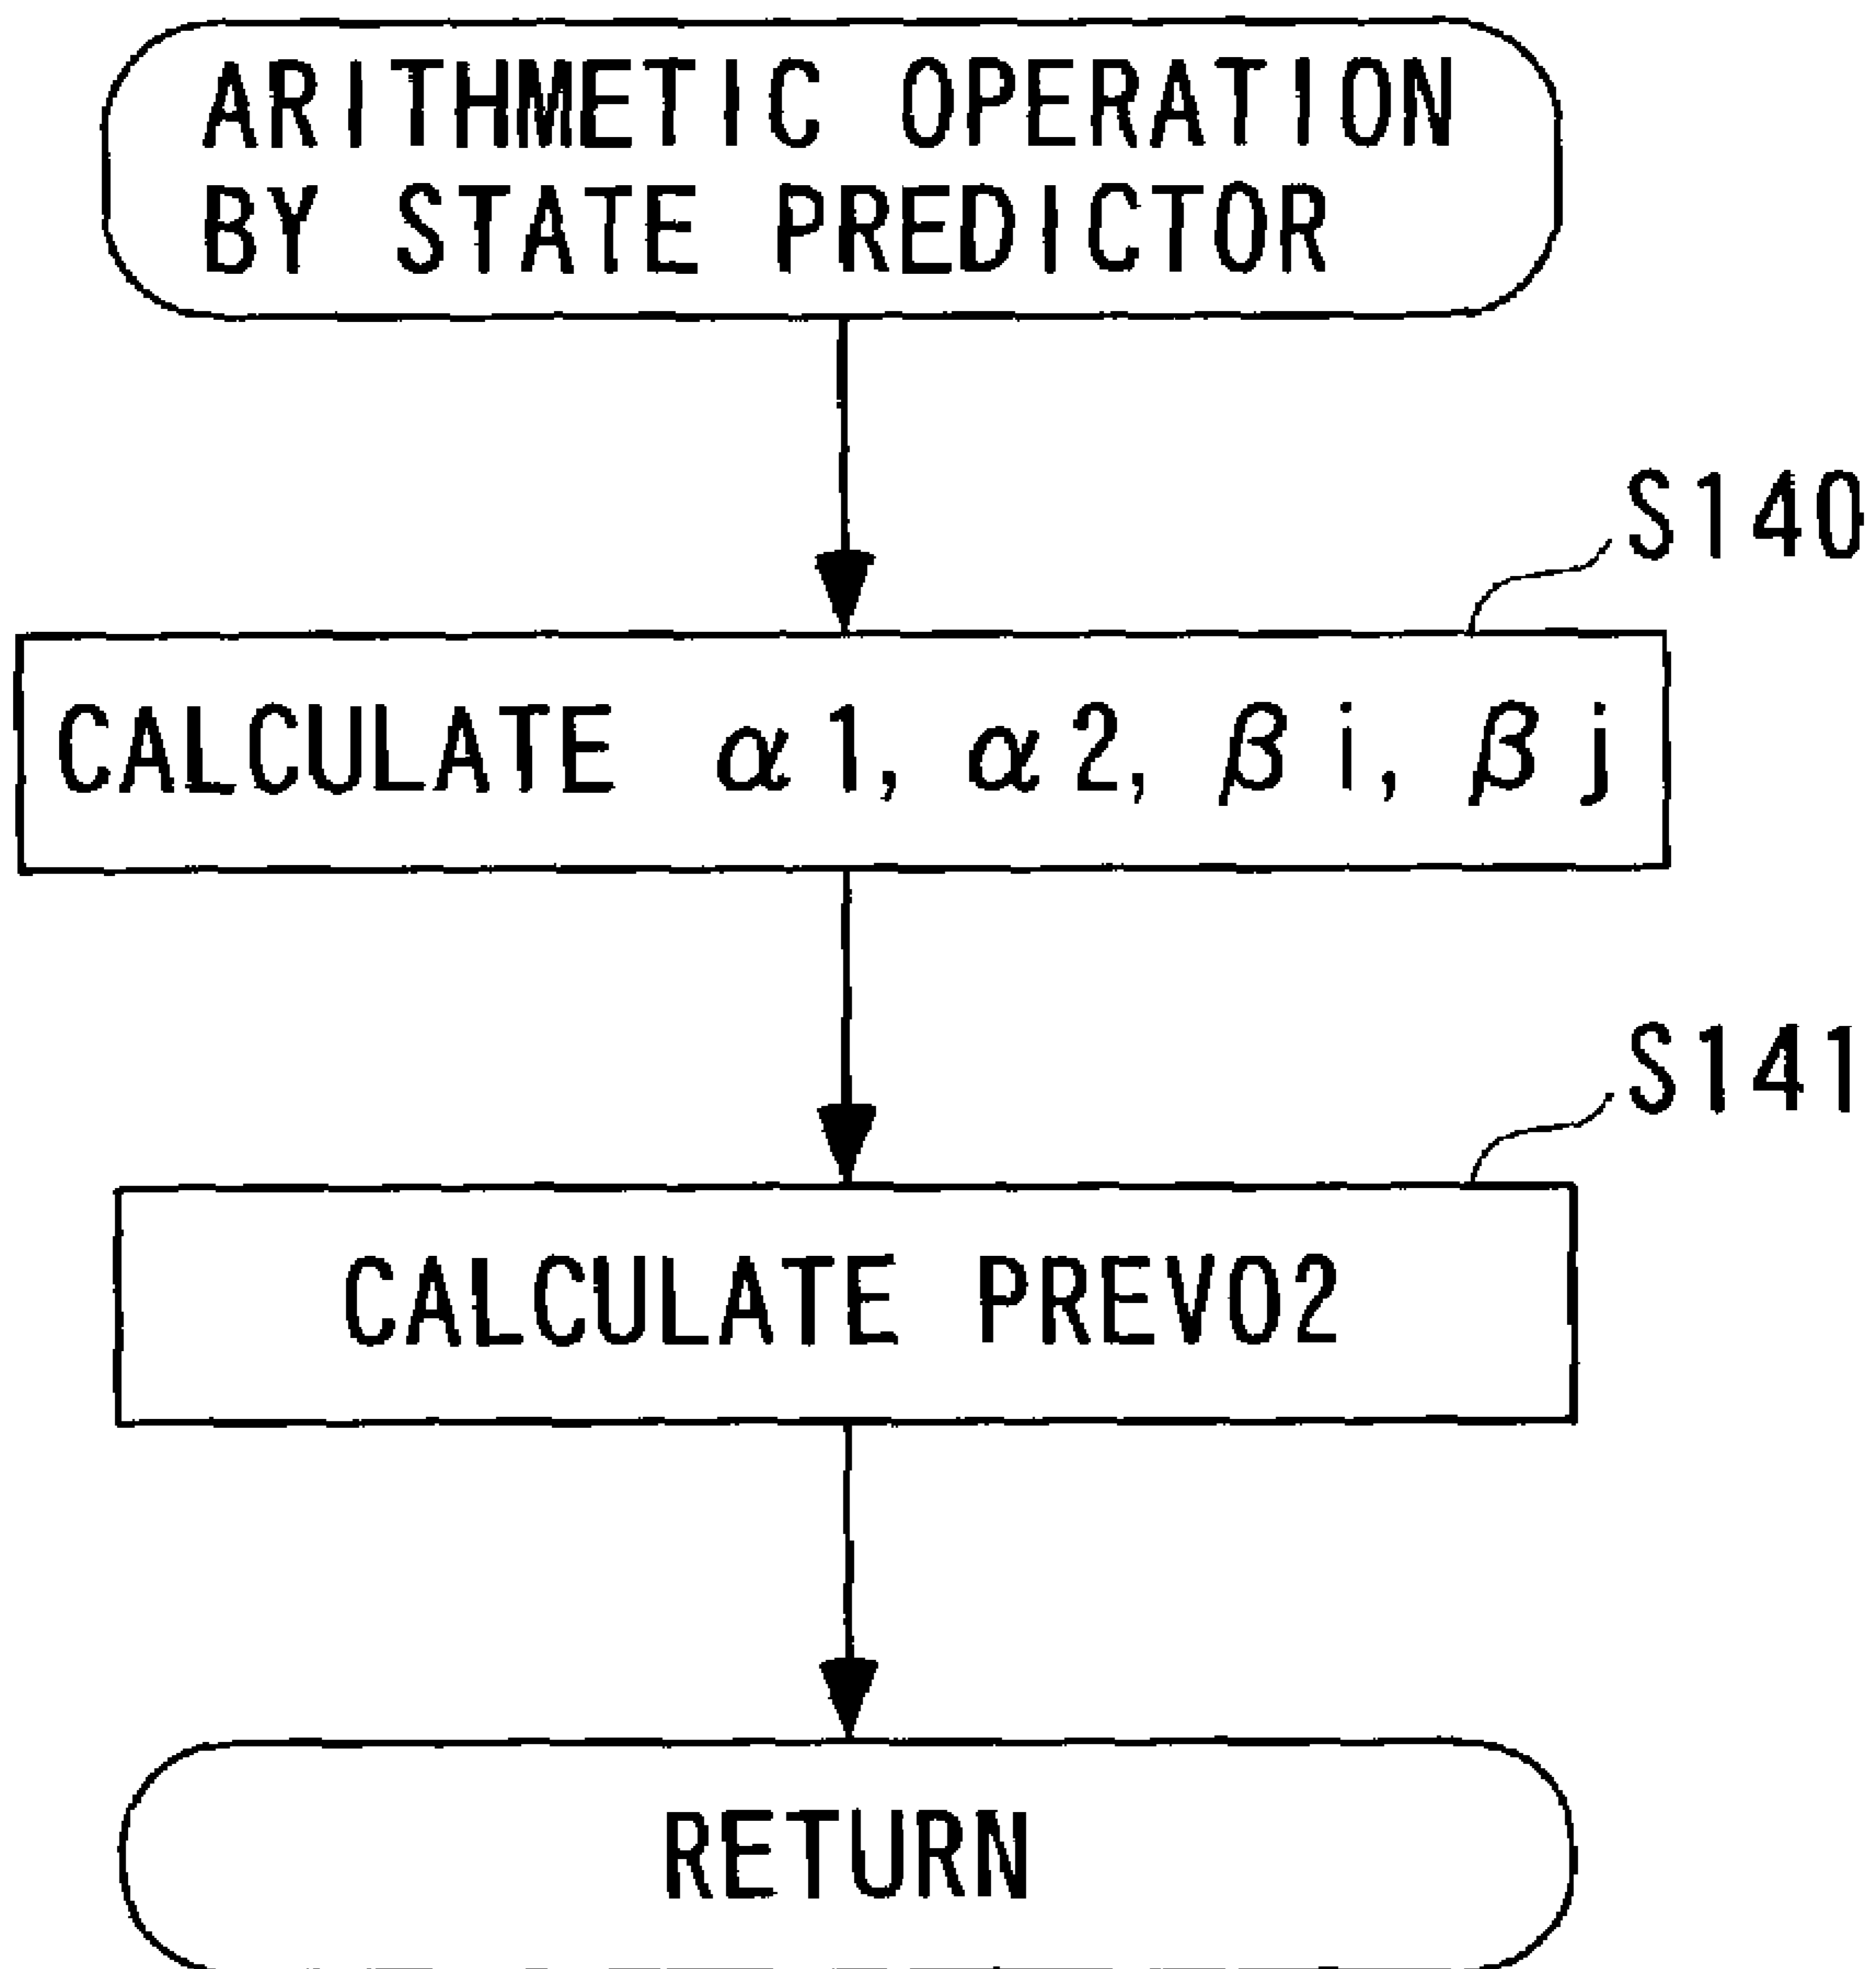 ARITHMETIC OPERATION
BY STATE PREDICTOR
S140
CALCULATE α1, α2, βi, βj
S141
CALCULATE PREVO2
RETURN